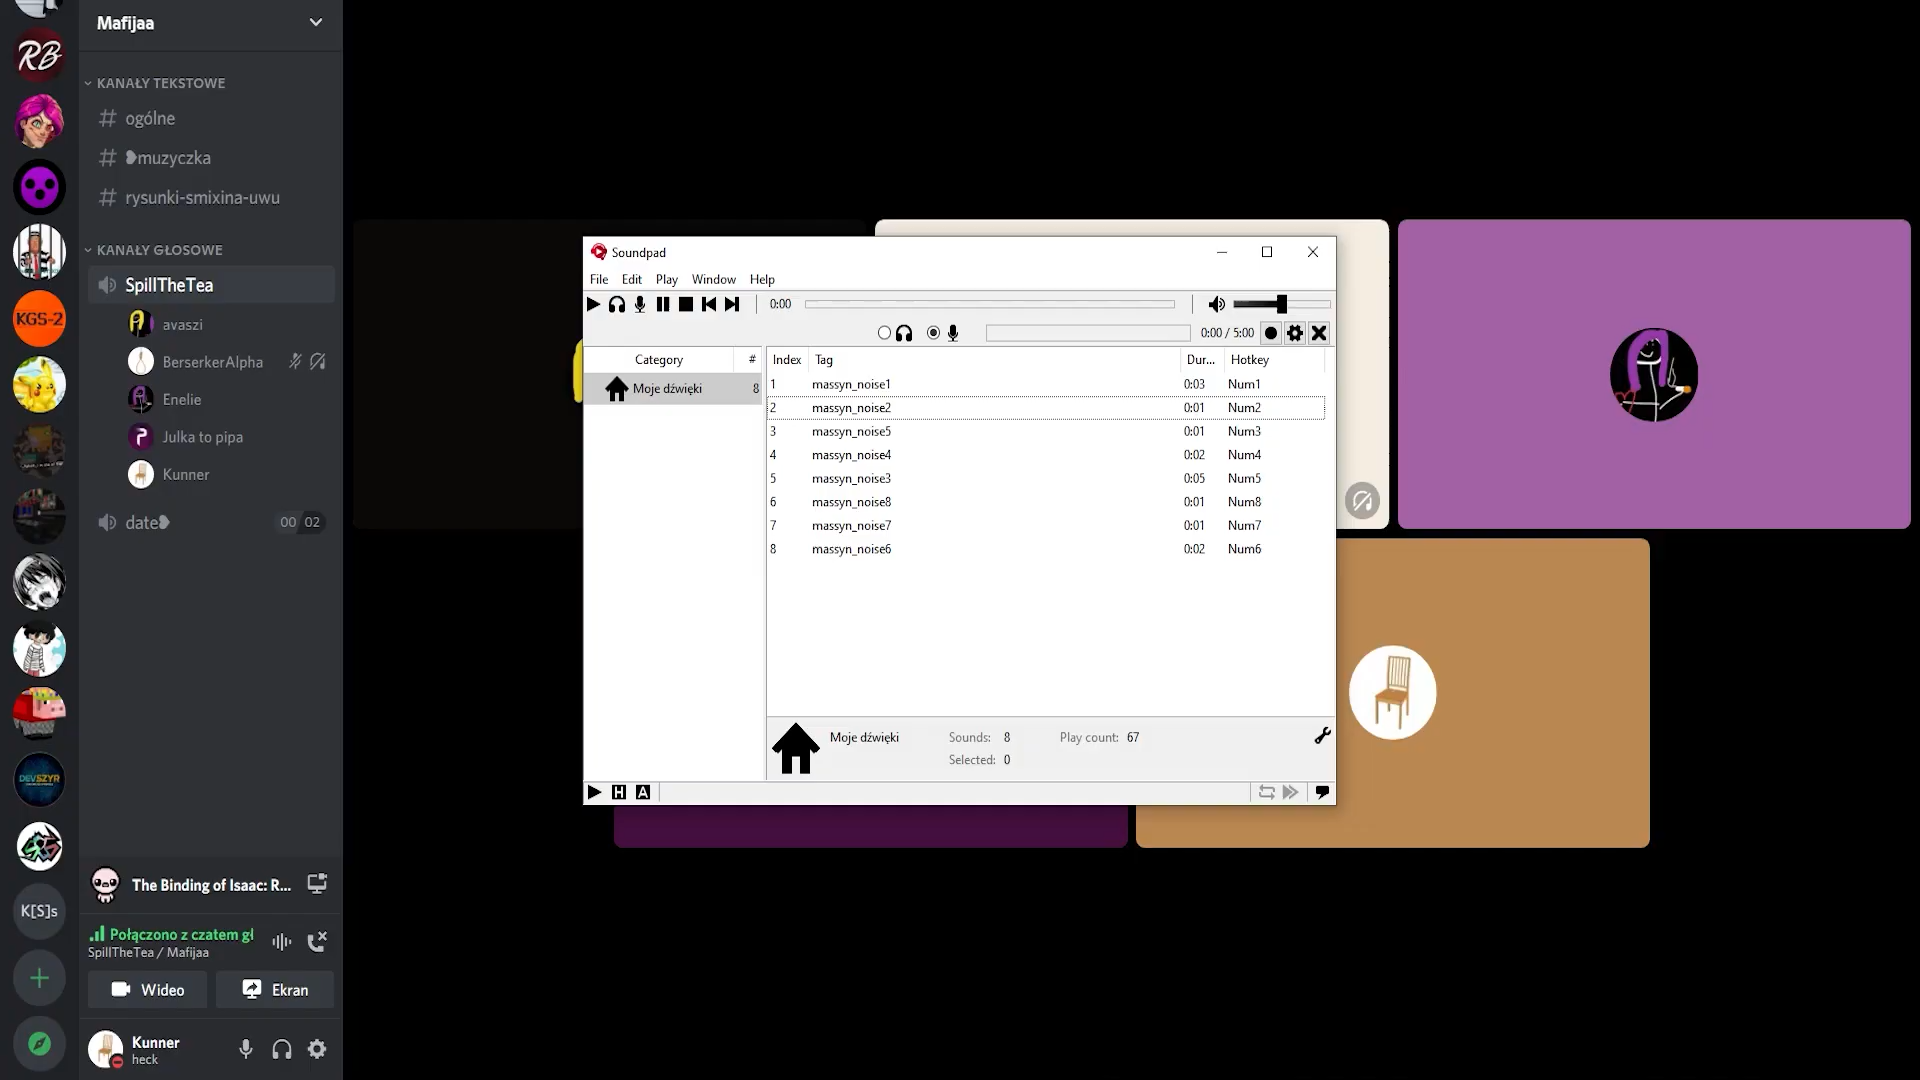 Mafijaa
KANAŁY TEKSTOWE
ogólne
❥muzyczka
rysunki-smixina-uwu
KANAŁY GŁOSOWE
SpillTheTea
avaszi
BerserkerAlpha
Enelie
Julka to pipa
Kunner
date❥ 00 02
RB
KGS-2
DEVSZYR
K[S]s
The Binding of Isaac: R...
Połączono z czatem gł
SpillTheTea / Mafijaa
Wideo Ekran
Kunner
heck
Soundpad
File Edit Play Window Help
0:00
0:00 / 5:00
Category #
Moje dźwięki 8
Index Tag Dur... Hotkey
1 massyn_noise1 0:03 Num1
2 massyn_noise2 0:01 Num2
3 massyn_noise5 0:01 Num3
4 massyn_noise4 0:02 Num4
5 massyn_noise3 0:05 Num5
6 massyn_noise8 0:01 Num8
7 massyn_noise7 0:01 Num7
8 massyn_noise6 0:02 Num6
Moje dźwięki Sounds: 8 Play count: 67
Selected: 0
H A